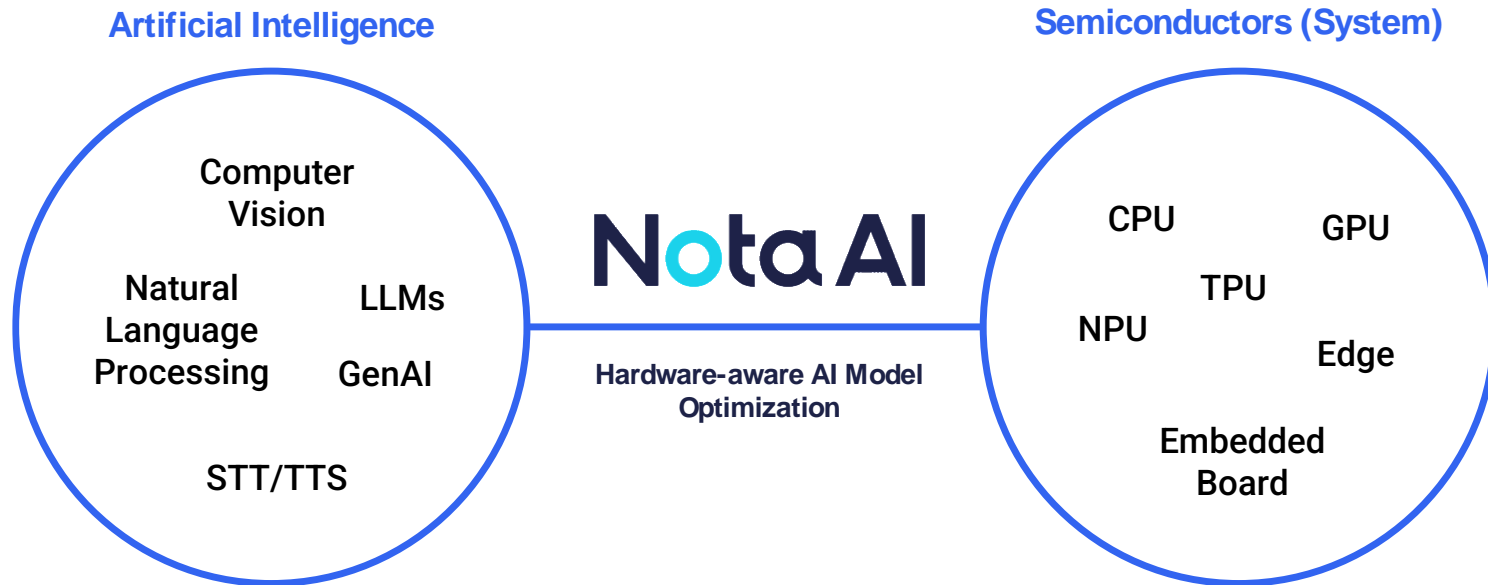 Artificial Intelligence
Semiconductors (System)
Computer
Vision
Natural
Language
Processing
LLMs
GenAI
STT/TTS
Nota AI
Hardware-aware AI Model
Optimization
CPU
GPU
TPU
NPU
Edge
Embedded
Board